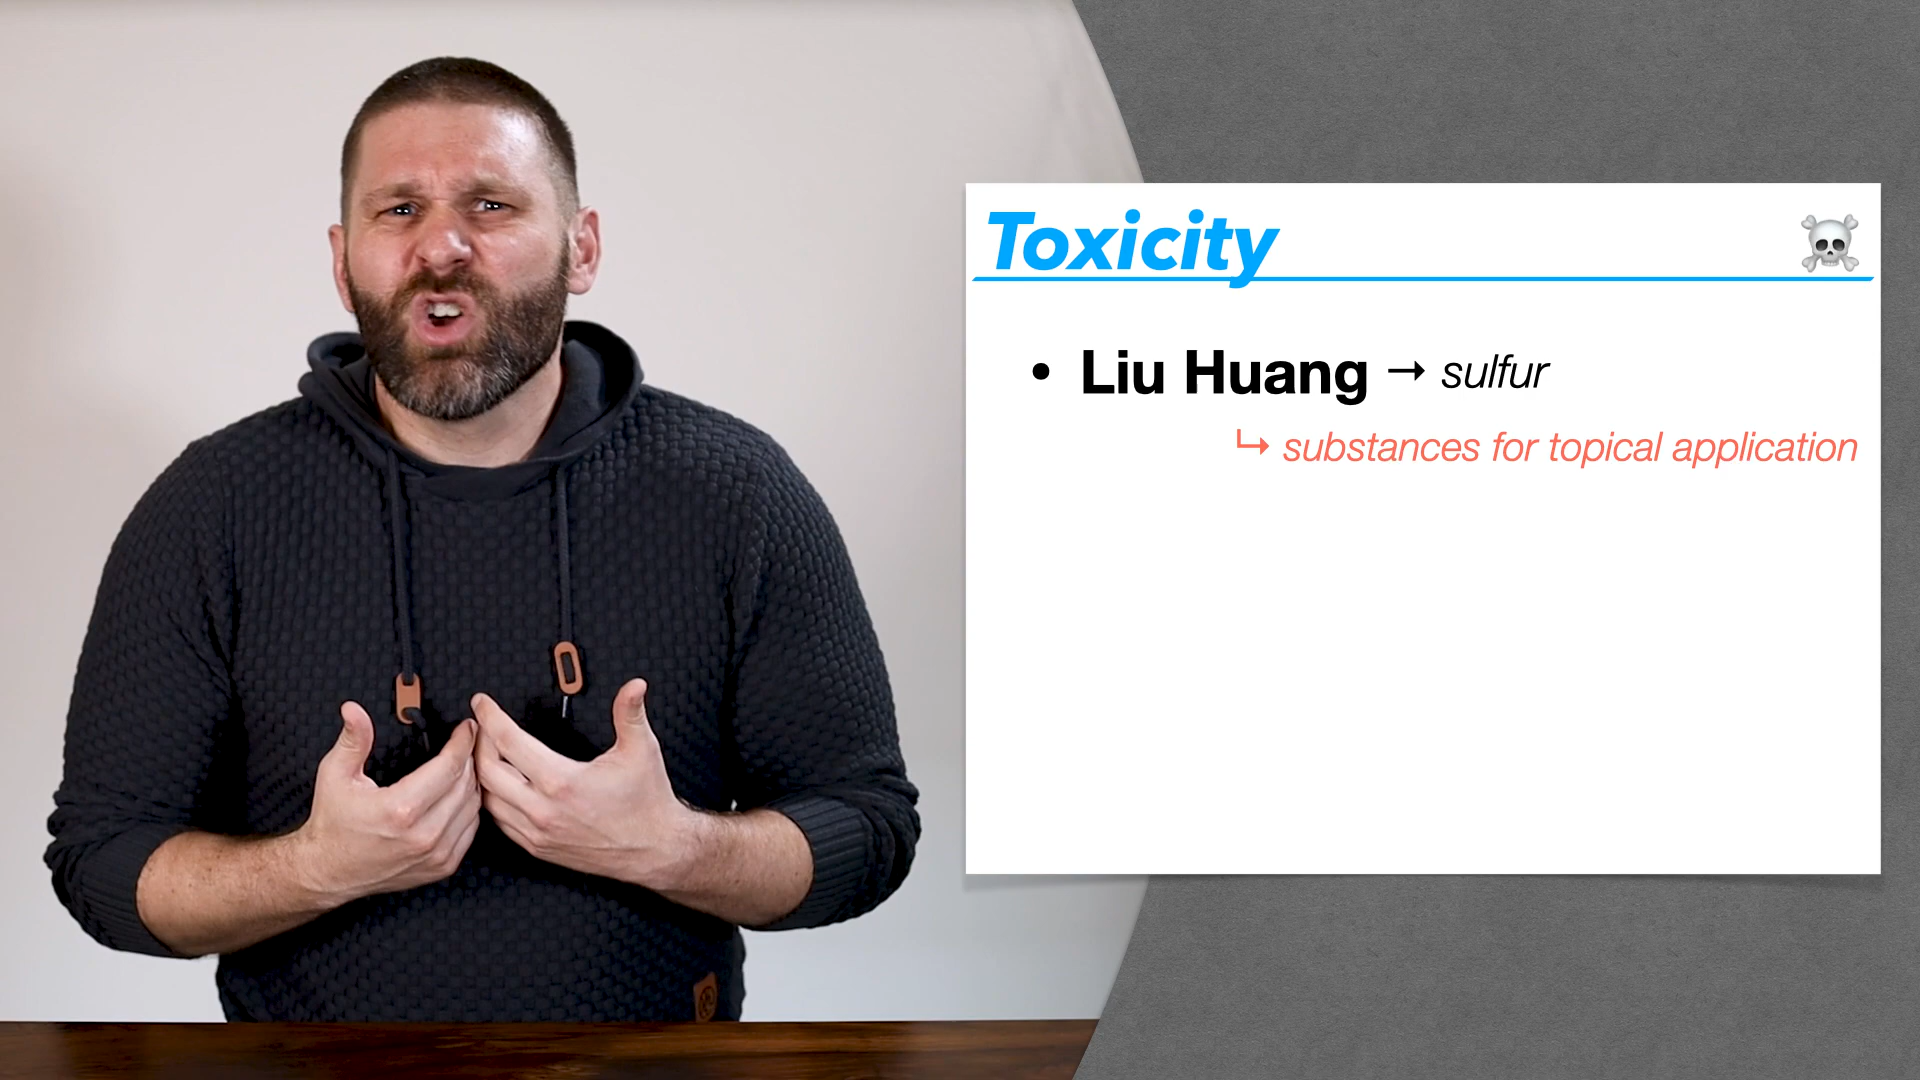 Toxicity
• Liu Huang → sulfur
↳ substances for topical application